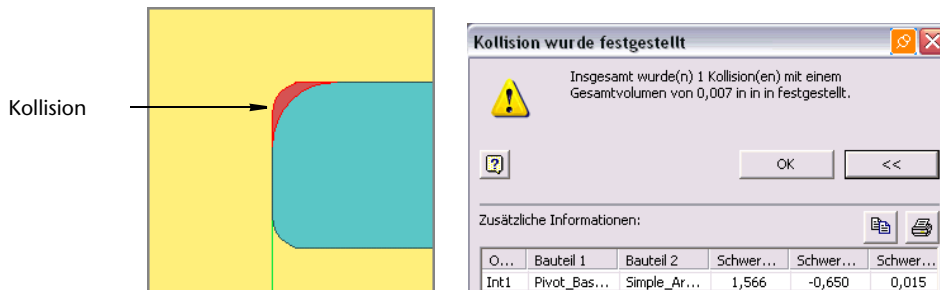 Kollision
Kollision wurde festgestellt
Insgesamt wurde(n) 1 Kollision(en) mit einem
Gesamtvolumen von 0,007 in in in festgestellt.
OK
<<
Zusätzliche Informationen:
O... Bauteil 1 Bauteil 2 Schwer... Schwer... Schwer...
Int1 Pivot_Bas... Simple_Ar... 1,566 -0,650 0,015